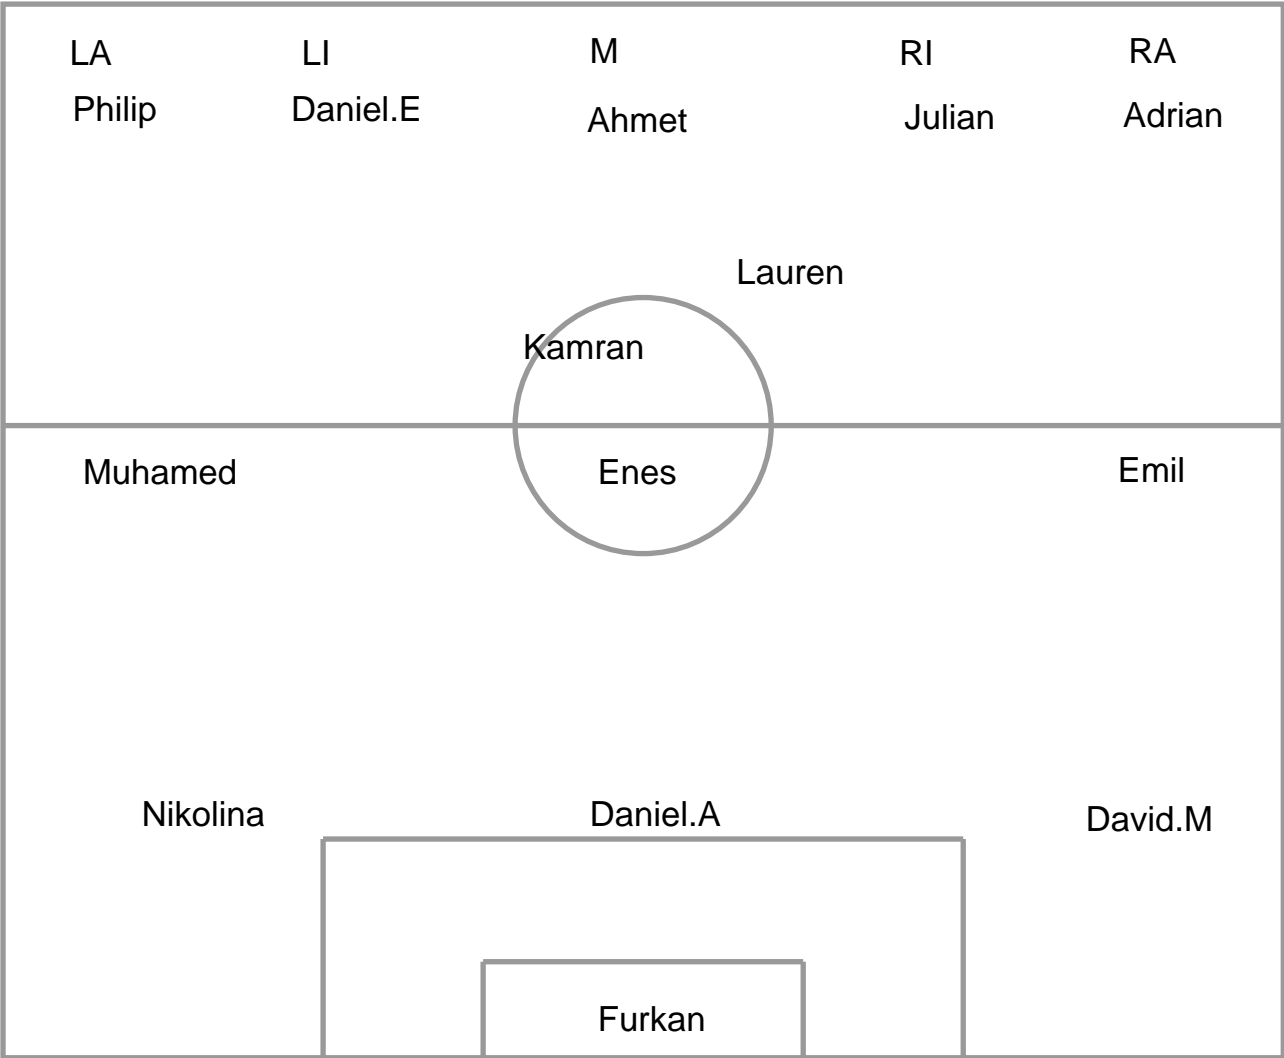 LA LI M RI RA
Philip Daniel.E Ahmet Julian Adrian
Lauren
Kamran
Muhamed Enes Emil
Nikolina Daniel.A David.M
Furkan